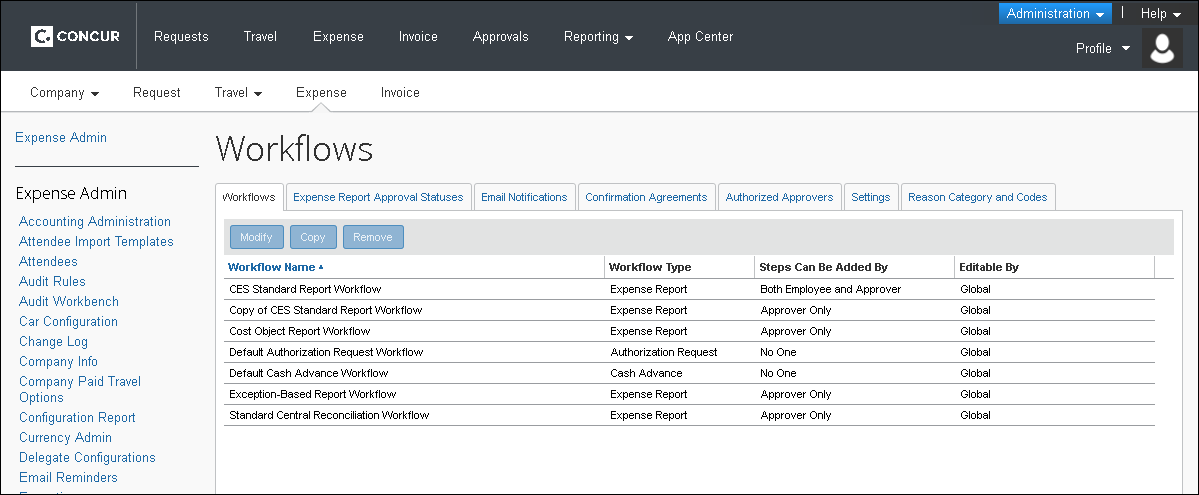 Administration | Help
CONCUR Requests Travel Expense Invoice Approvals Reporting App Center
Profile
Company Request Travel Expense Invoice
Expense Admin
Workflows
Expense Admin
Workflows Expense Report Approval Statuses Email Notifications Confirmation Agreements Authorized Approvers Settings Reason Category and Codes
Accounting Administration
Attendee Import Templates
Attendees
Audit Rules
Audit Workbench
Car Configuration
Change Log
Company Info
Company Paid Travel
Options
Configuration Report
Currency Admin
Delegate Configurations
Email Reminders
Modify Copy Remove
Workflow Name Workflow Type Steps Can Be Added By Editable By
CES Standard Report Workflow Expense Report Both Employee and Approver Global
Copy of CES Standard Report Workflow Expense Report Approver Only Global
Cost Object Report Workflow Expense Report Approver Only Global
Default Authorization Request Workflow Authorization Request No One Global
Default Cash Advance Workflow Cash Advance No One Global
Exception-Based Report Workflow Expense Report Approver Only Global
Standard Central Reconciliation Workflow Expense Report Approver Only Global